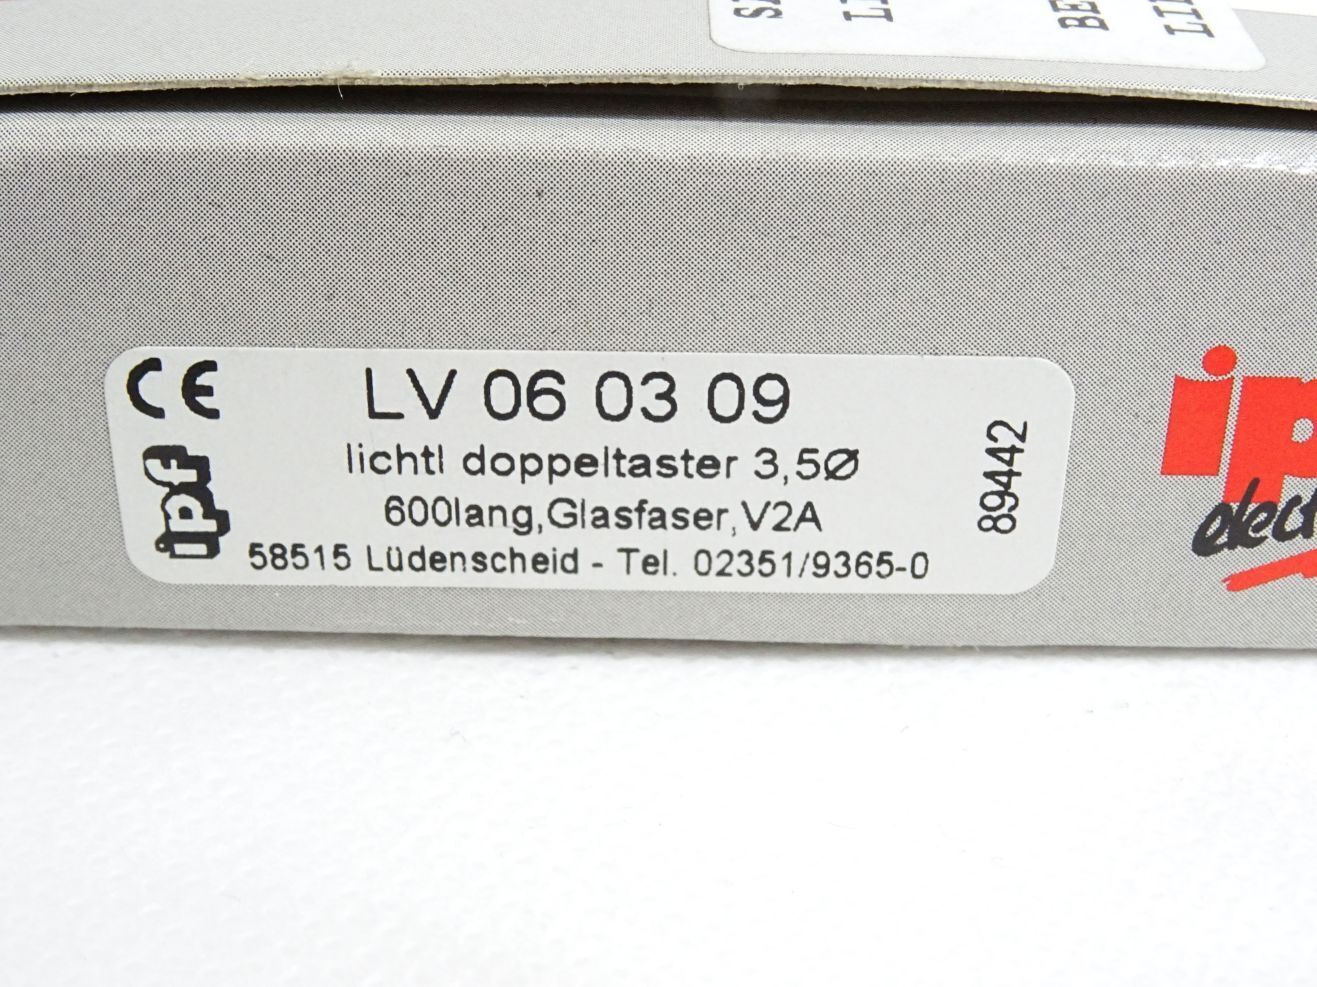 CE
LV 06 03 09
lichtl doppeltaster 3,5Ø
600lang,Glasfaser,V2A
58515 Lüdenscheid - Tel. 02351/9365-0
ipf
89442